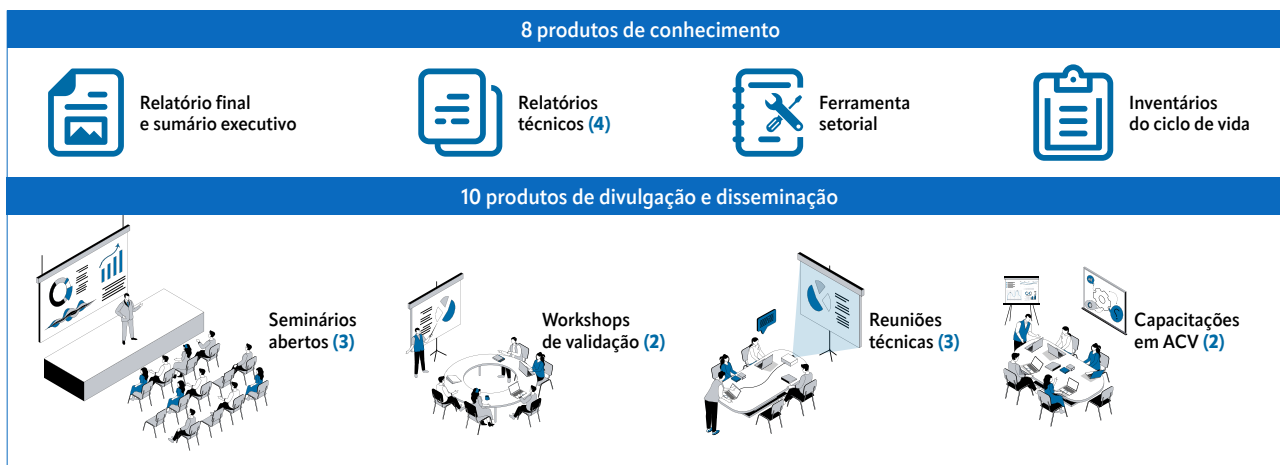 8 produtos de conhecimento
Relatório final
e sumário executivo
Relatórios
técnicos (4)
Ferramenta
setorial
Inventários
do ciclo de vida
10 produtos de divulgação e disseminação
Seminários
abertos (3)
Workshops
de validação (2)
Reuniões
técnicas (3)
Capacitações
em ACV (2)